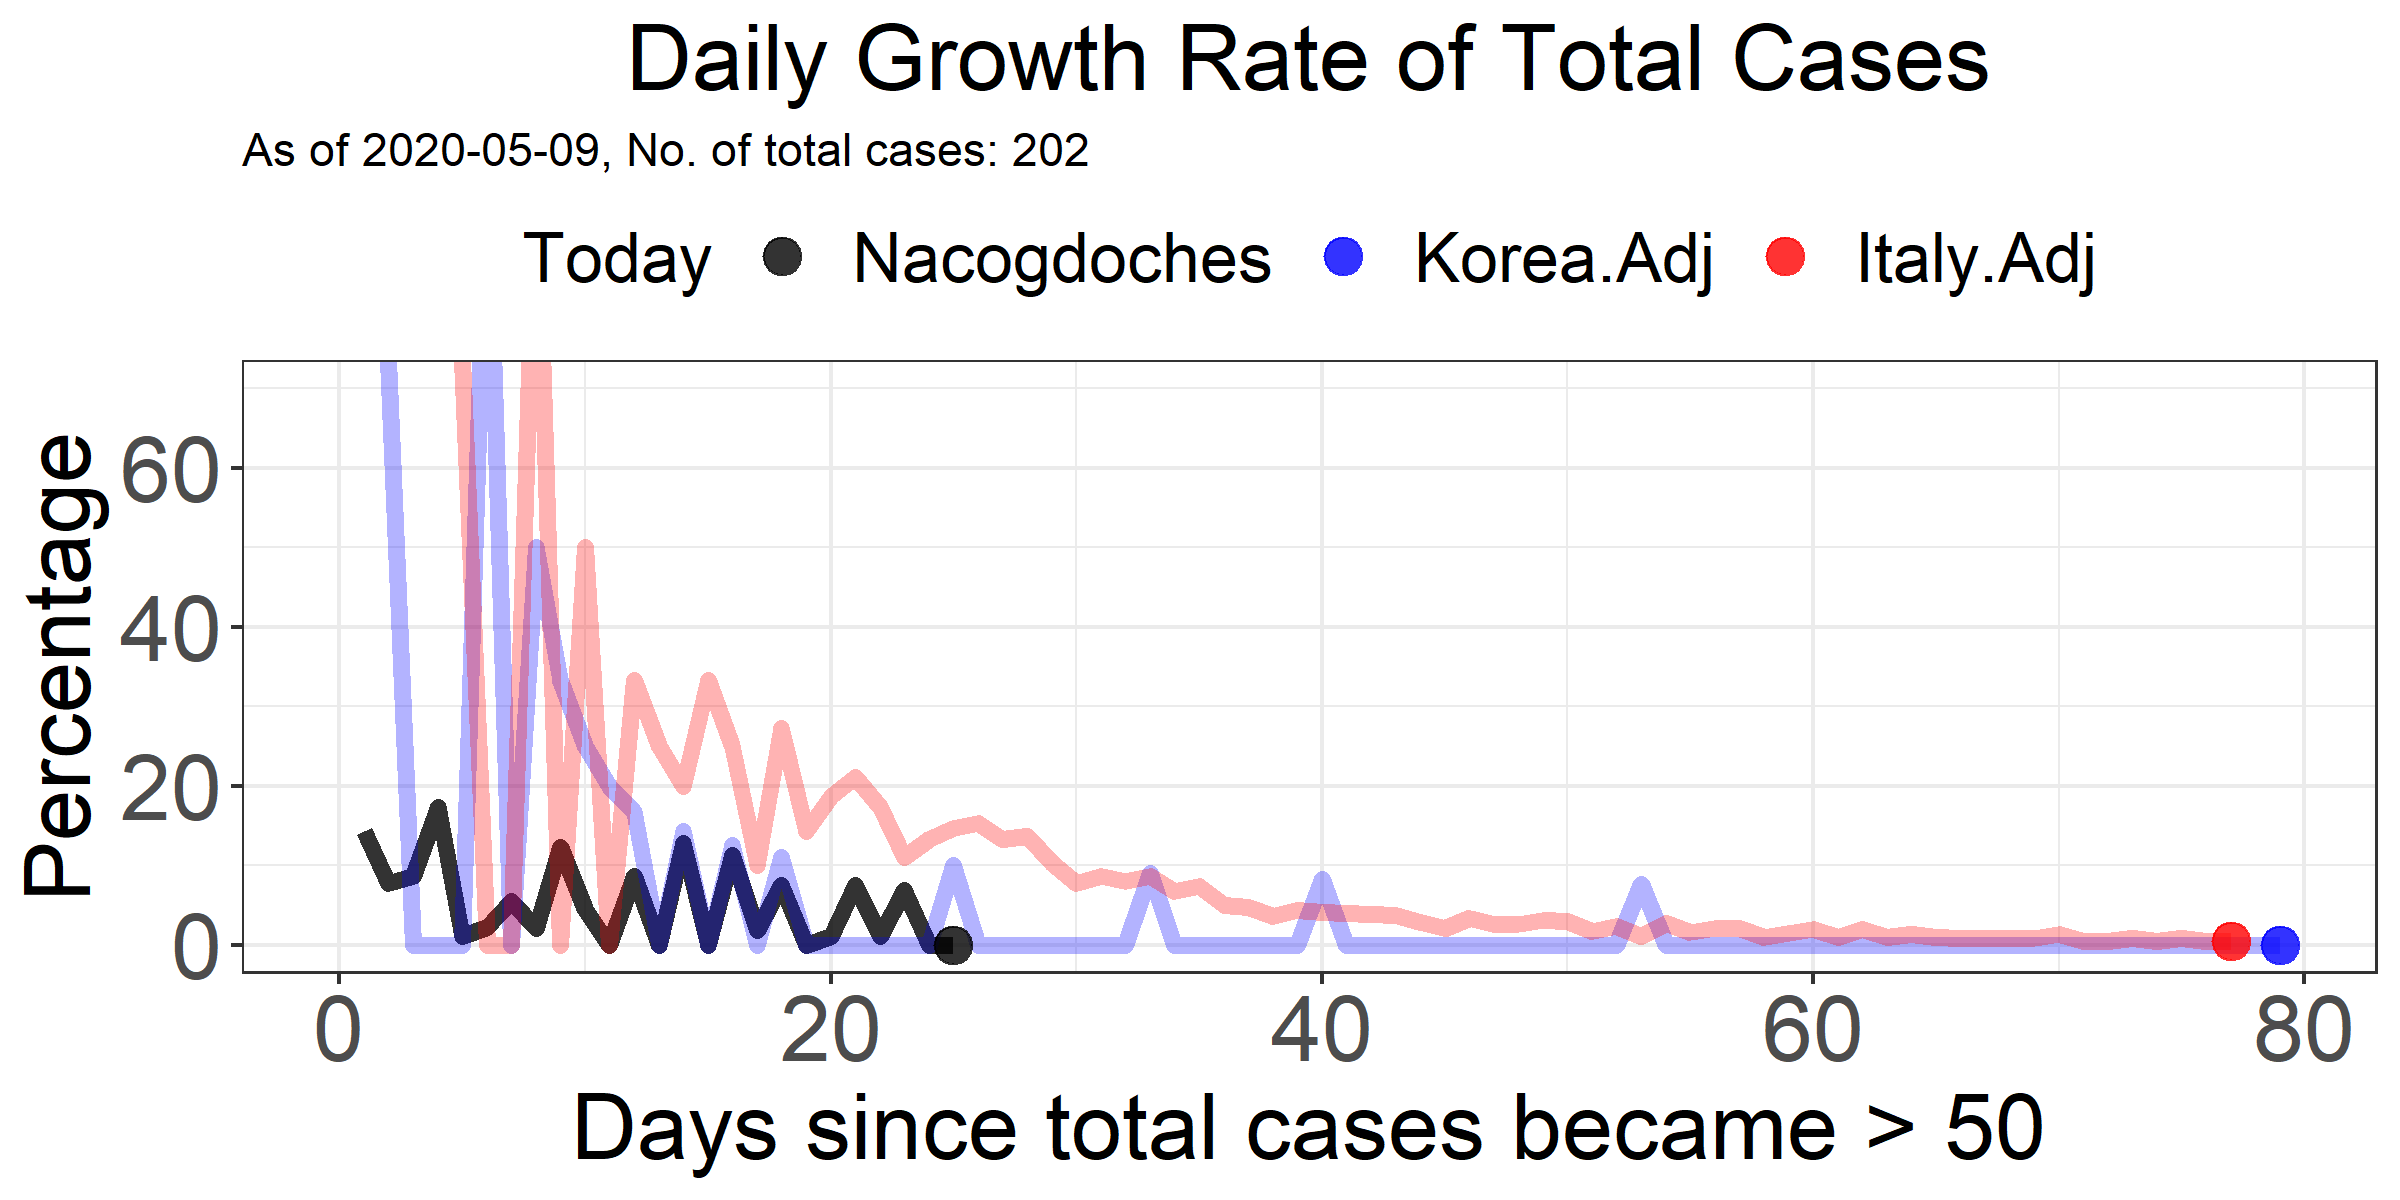 Daily Growth Rate of Total Cases
As of 2020-05-09, No. of total cases: 202
Today Nacogdoches Korea.Adj Italy.Adj
Percentage
60
40
20
0
0 20 40 60 80
Days since total cases became > 50